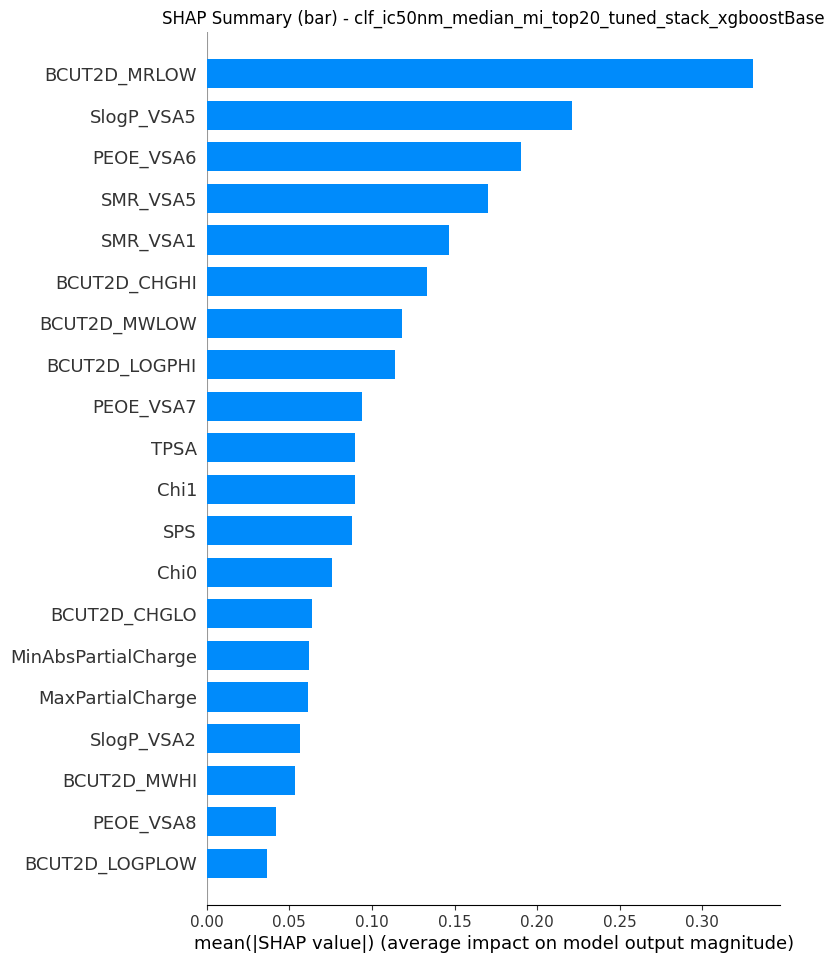 SHAP Summary (bar) - clf_ic50nm_median_mi_top20_tuned_stack_xgboostBase
BCUT2D_MRLOW
SlogP_VSA5
PEOE_VSA6
SMR_VSA5
SMR_VSA1
BCUT2D_CHGHI
BCUT2D_MWLOW
BCUT2D_LOGPHI
PEOE_VSA7
TPSA
Chi1
SPS
Chi0
BCUT2D_CHGLO
MinAbsPartialCharge
MaxPartialCharge
SlogP_VSA2
BCUT2D_MWHI
PEOE_VSA8
BCUT2D_LOGPLOW
0.00 0.05 0.10 0.15 0.20 0.25 0.30
mean(|SHAP value|) (average impact on model output magnitude)